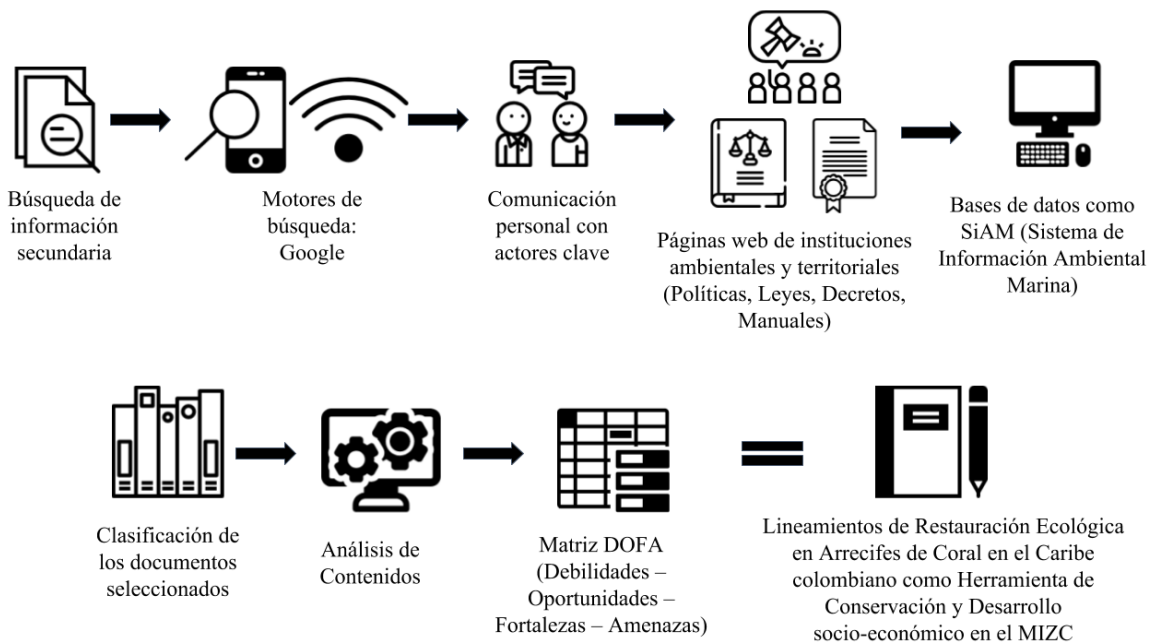 Búsqueda de
información
secundaria
Motores de
búsqueda:
Google
Comunicación
personal con
actores clave
Páginas web de instituciones
ambientales y territoriales
(Políticas, Leyes, Decretos,
Manuales)
Bases de datos como
SiAM (Sistema de
Información Ambiental
Marina)
Clasificación de
los documentos
seleccionados
Análisis de
Contenidos
Matriz DOFA
(Debilidades –
Oportunidades –
Fortalezas – Amenazas)
Lineamientos de Restauración Ecológica
en Arrecifes de Coral en el Caribe
colombiano como Herramienta de
Conservación y Desarrollo
socio-económico en el MIZC